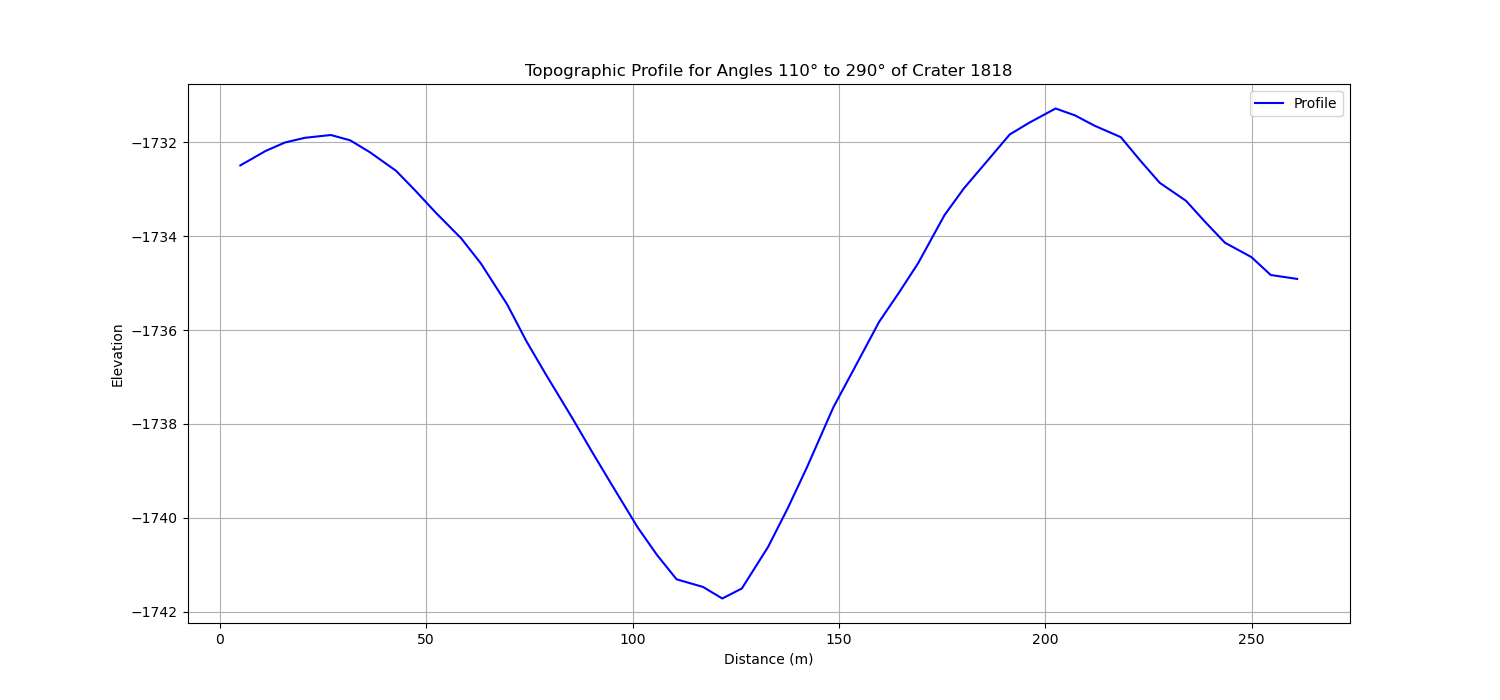 Topographic Profile for Angles 110° to 290° of Crater 1818
Profile
−1732
−1734
−1736
−1738
−1740
−1742
Elevation
0 50 100 150 200 250
Distance (m)